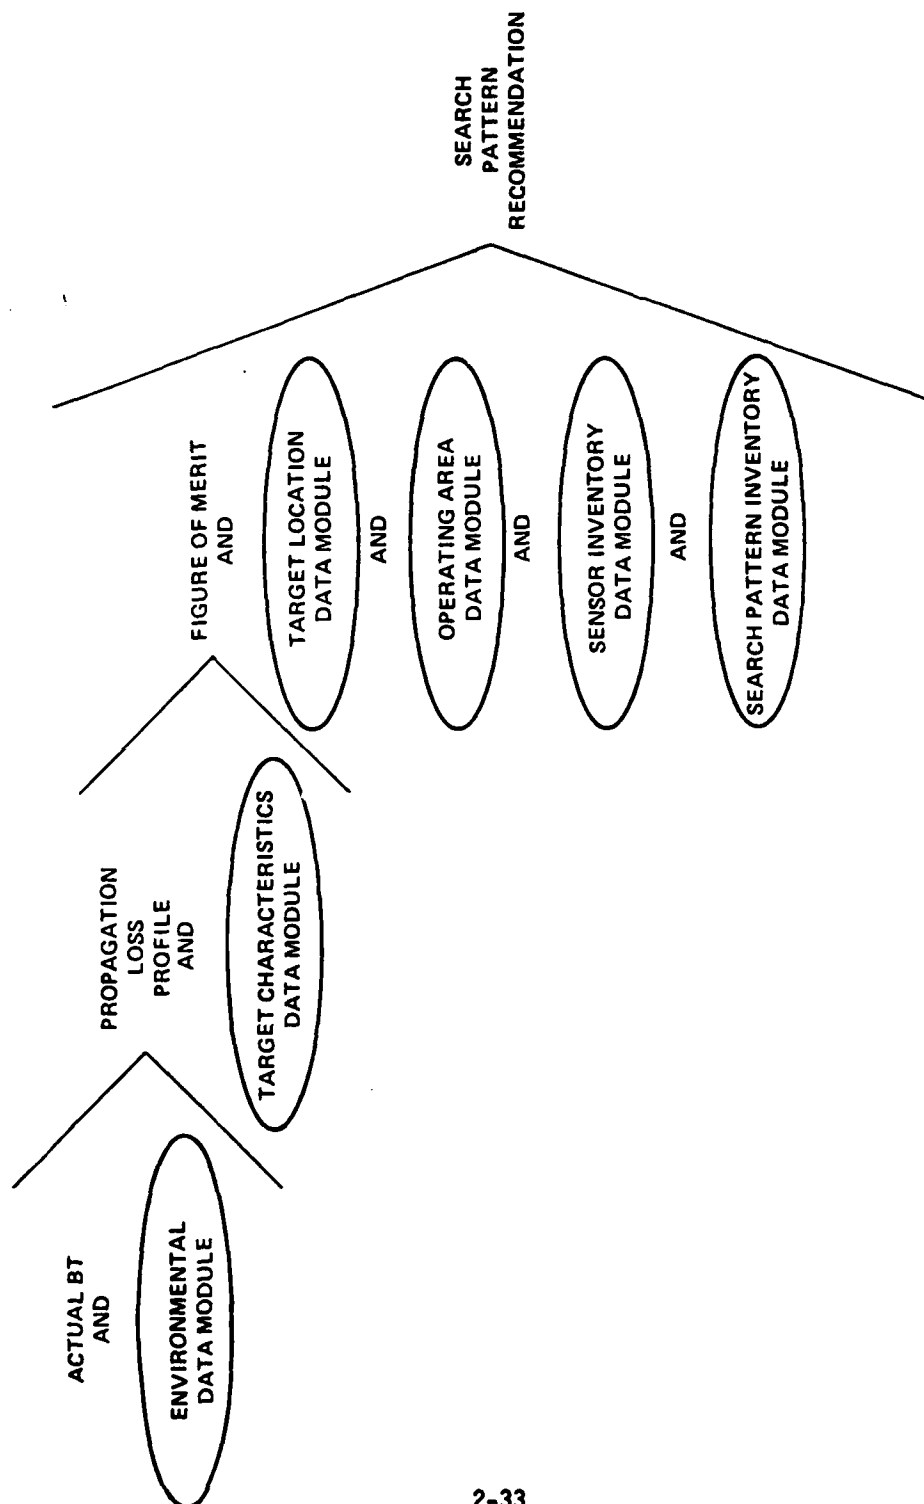 ACTUAL BT
AND
ENVIRONMENTAL
DATA MODULE
PROPAGATION
LOSS
PROFILE
AND
TARGET CHARACTERISTICS
DATA MODULE
FIGURE OF MERIT
AND
TARGET LOCATION
DATA MODULE
AND
OPERATING AREA
DATA MODULE
AND
SENSOR INVENTORY
DATA MODULE
AND
SEARCH PATTERN INVENTORY
DATA MODULE
SEARCH
PATTERN
RECOMMENDATION
2-33